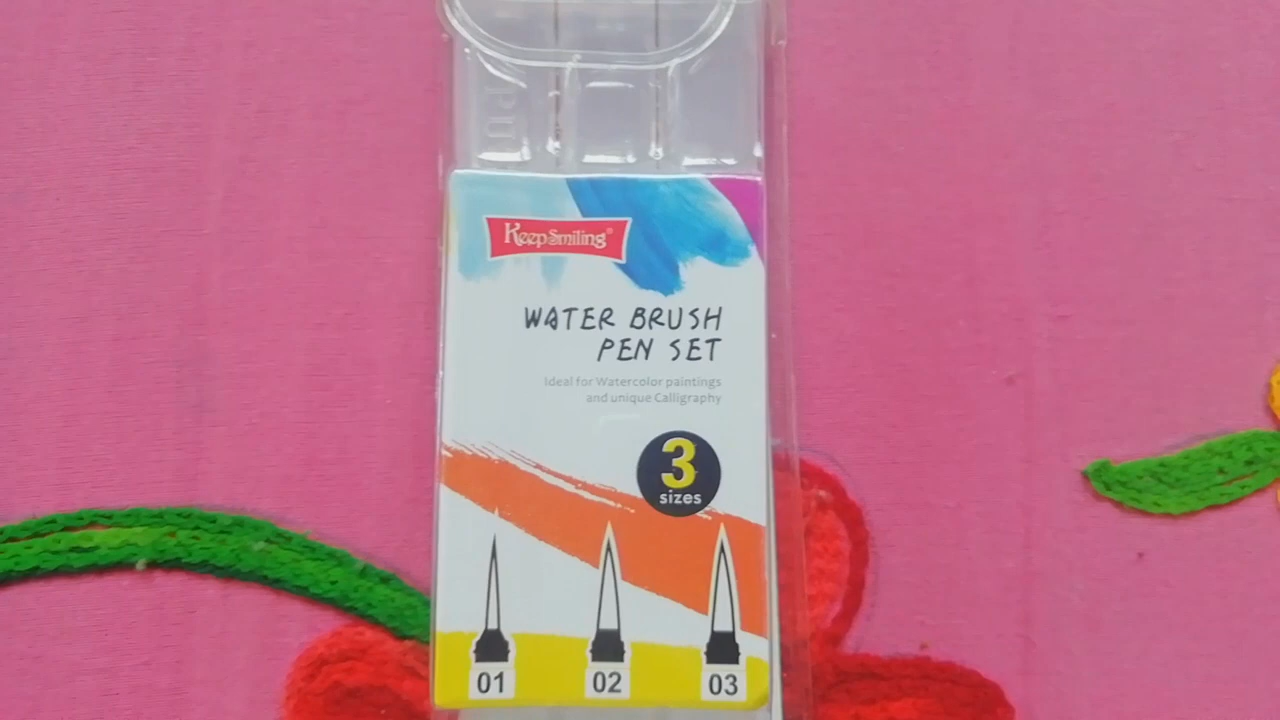 KeepSmiling®
WATER BRUSH
PEN SET
Ideal for Watercolor paintings
and unique Calligraphy
3
sizes
01 02 03